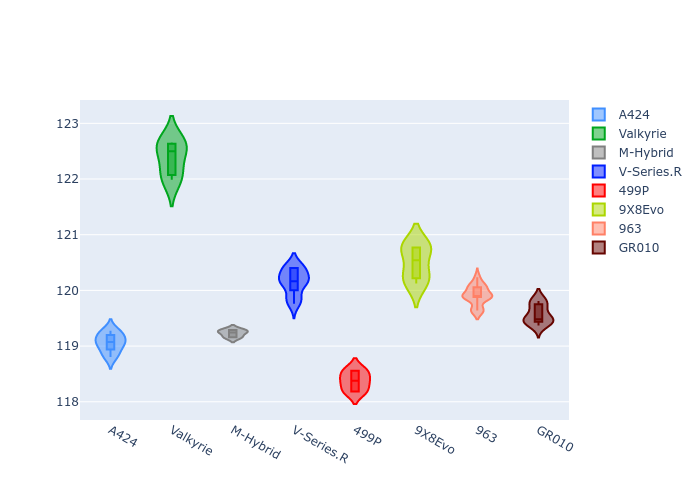 123
122
121
120
119
118
A424
Valkyrie
M-Hybrid
V-Series.R
499P
9X8Evo
963
GR010
A424
Valkyrie
M-Hybrid
V-Series.R
499P
9X8Evo
963
GR010